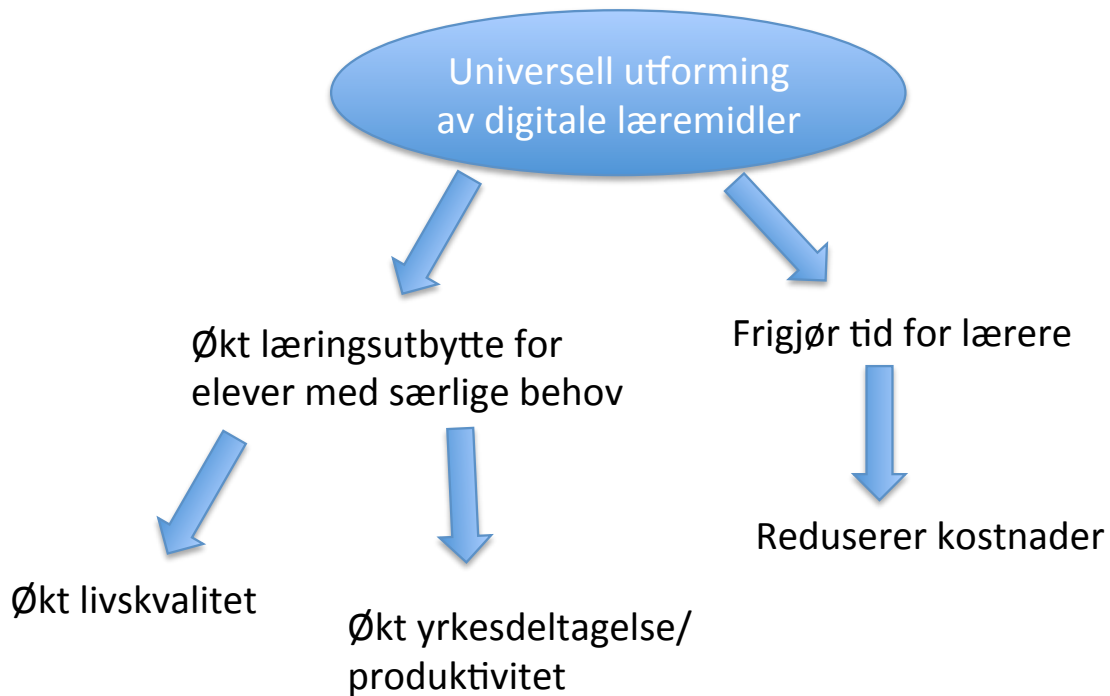 Universell utforming
av digitale læremidler
Økt læringsutbytte for
elever med særlige behov
Frigjør tid for lærere
Reduserer kostnader
Økt livskvalitet
Økt yrkesdeltagelse/
produktivitet